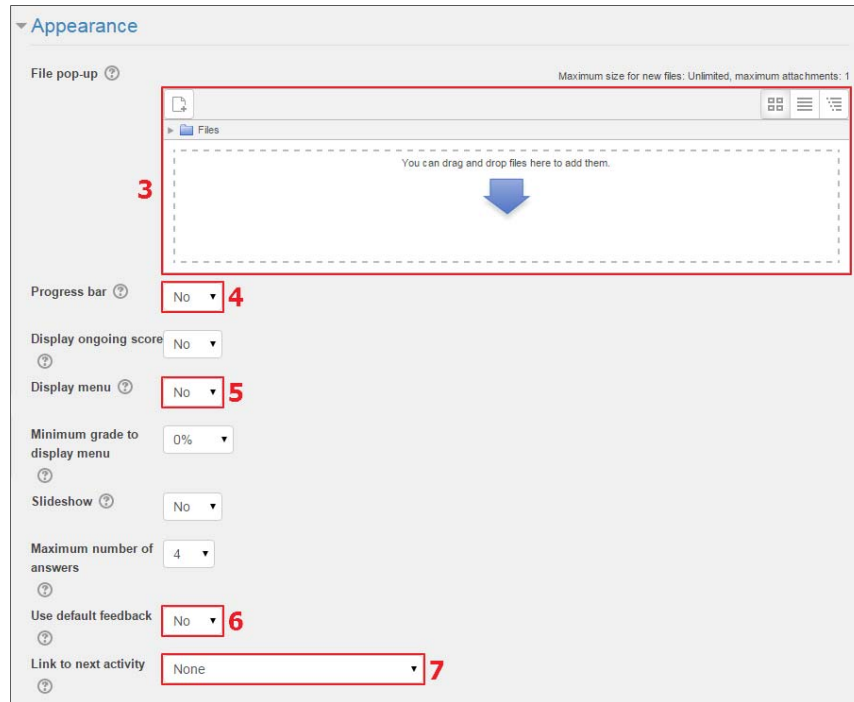 Appearance
File pop-up
Maximum size for new files: Unlimited, maximum attachments: 1
Files
You can drag and drop files here to add them.
3
Progress bar
No
4
Display ongoing score
No
Display menu
No
5
Minimum grade to
display menu
0%
Slideshow
No
Maximum number of
answers
4
Use default feedback
No
6
Link to next activity
None
7